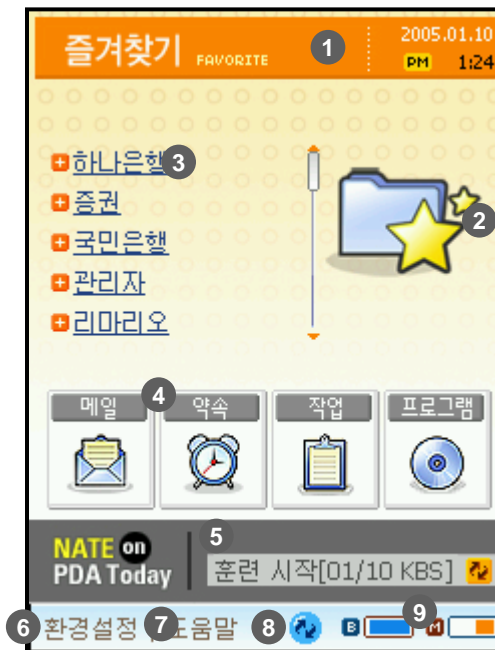 즐겨찾기 FAVORITE 1 2005.01.10
PM 1:24
하나은행 3
증권
국민은행
관리자
리마리오
2
메일 4 약속 작업 프로그램
NATE on
PDA Today
5
훈련 시작[01/10 KBS]
6 환경설정 7 도움말 8 B M 9